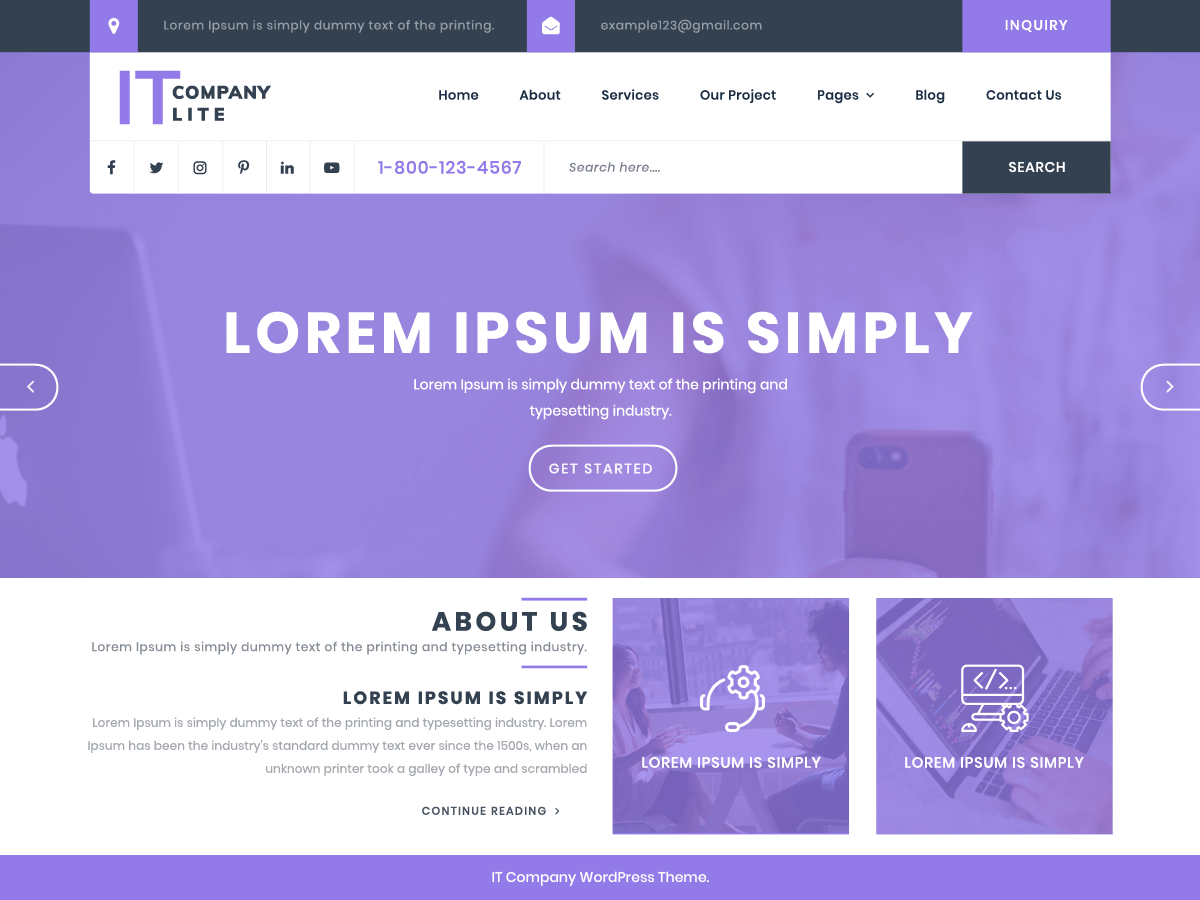 Lorem Ipsum is simply dummy text of the printing.
example123@gmail.com
INQUIRY
IT COMPANY
LITE
Home
About
Services
Our Project
Pages
Blog
Contact Us
1-800-123-4567
Search here....
SEARCH
LOREM IPSUM IS SIMPLY
Lorem Ipsum is simply dummy text of the printing and
typesetting industry.
GET STARTED
ABOUT US
Lorem Ipsum is simply dummy text of the printing and typesetting industry.
LOREM IPSUM IS SIMPLY
Lorem Ipsum is simply dummy text of the printing and typesetting industry. Lorem
Ipsum has been the industry's standard dummy text ever since the 1500s, when an
unknown printer took a galley of type and scrambled
CONTINUE READING
LOREM IPSUM IS SIMPLY
LOREM IPSUM IS SIMPLY
IT Company WordPress Theme.